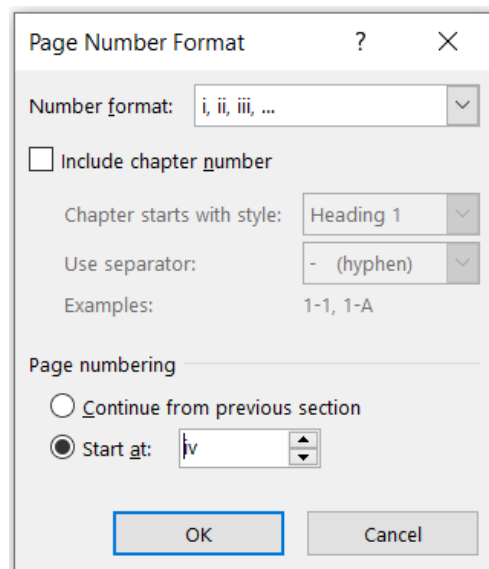 Page Number Format ?
Number format: i, ii, iii, ...
Include chapter number
Chapter starts with style: Heading 1
Use separator: - (hyphen)
Examples: 1-1, 1-A
Page numbering
Continue from previous section
Start at: iv
OK Cancel